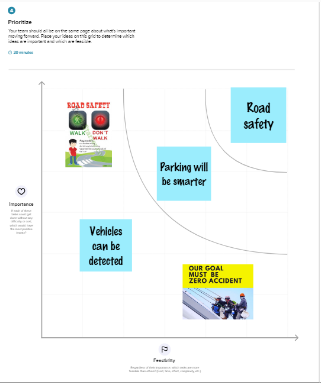 Prioritize
Your team should all be on the same page about what's important
moving forward. Place your ideas on this grid to determine which
ideas are important and which are feasible.
20 minutes
ROAD SAFETY
WALK
DON'T
WALK
Road
safety
Parking will
be smarter
Importance
Vehicles
can be
detected
OUR GOAL
MUST BE
ZERO ACCIDENT
Feasibility